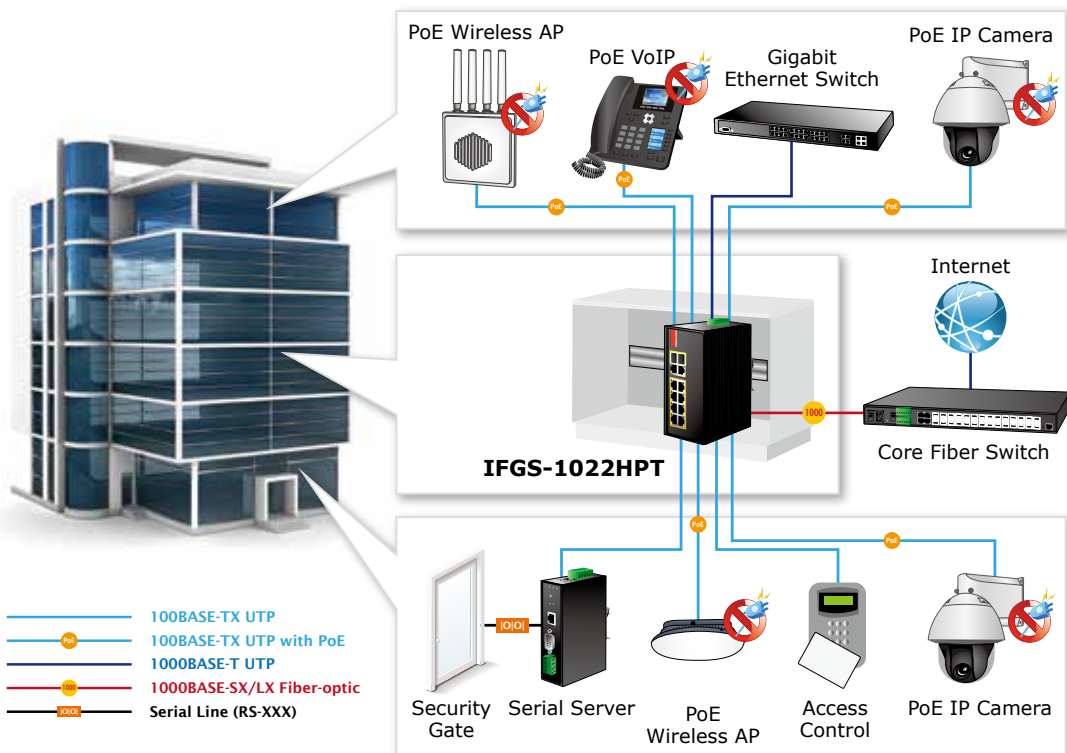 PoE Wireless AP
PoE VoIP
Gigabit
Ethernet Switch
PoE IP Camera
PoE
PoE
PoE
Internet
1000
Core Fiber Switch
IFGS-1022HPT
PoE
PoE
|O|O|
Security
Gate
Serial Server
PoE
Wireless AP
Access
Control
PoE IP Camera
100BASE-TX UTP
PoE
100BASE-TX UTP with PoE
1000BASE-T UTP
1000
1000BASE-SX/LX Fiber-optic
|O|O|
Serial Line (RS-XXX)